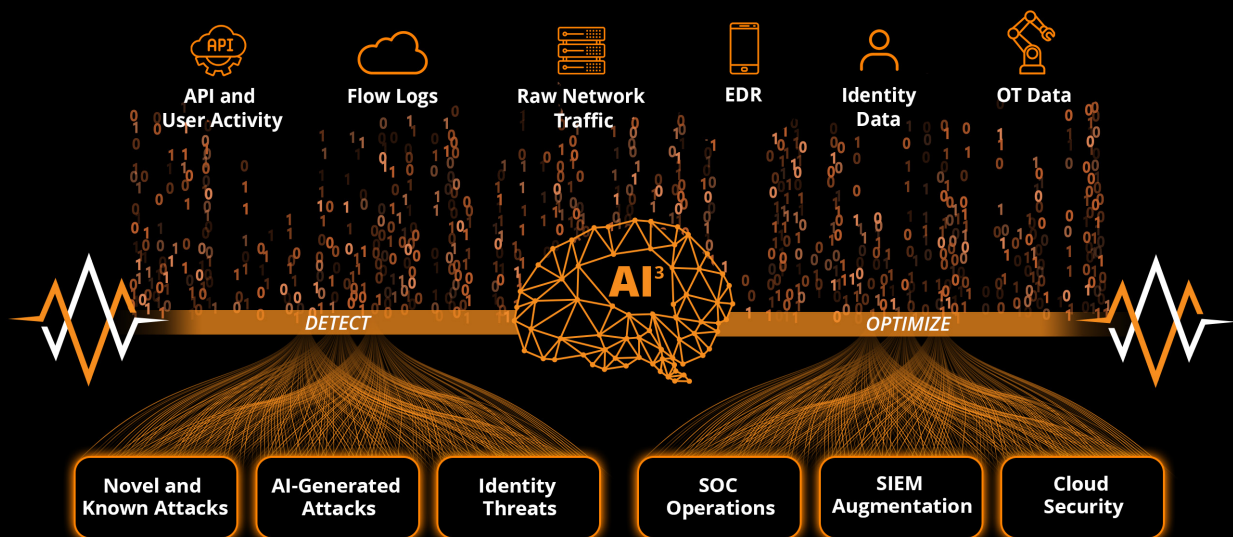 API
API and
User Activity
Flow Logs
Raw Network
Traffic
EDR
Identity
Data
OT Data
AI³
DETECT
OPTIMIZE
Novel and
Known Attacks
AI-Generated
Attacks
Identity
Threats
SOC
Operations
SIEM
Augmentation
Cloud
Security